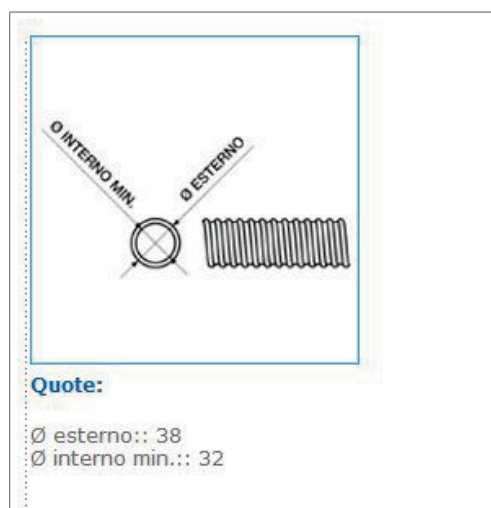 Ø INTERNO MIN.
Ø ESTERNO
Quote:
Ø esterno:: 38
Ø interno min.:: 32